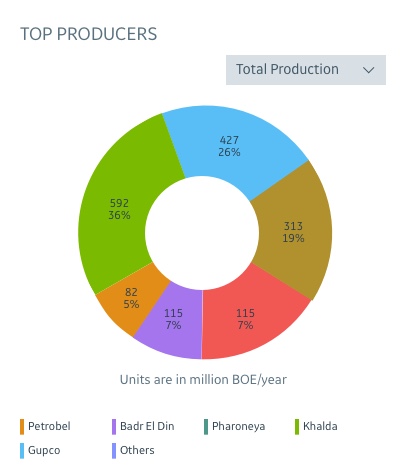 TOP PRODUCERS
Total Production
427
26%
592
36%
313
19%
82
5%
115
7%
115
7%
Units are in million BOE/year
Petrobel
Badr El Din
Pharoneya
Khalda
Gupco
Others